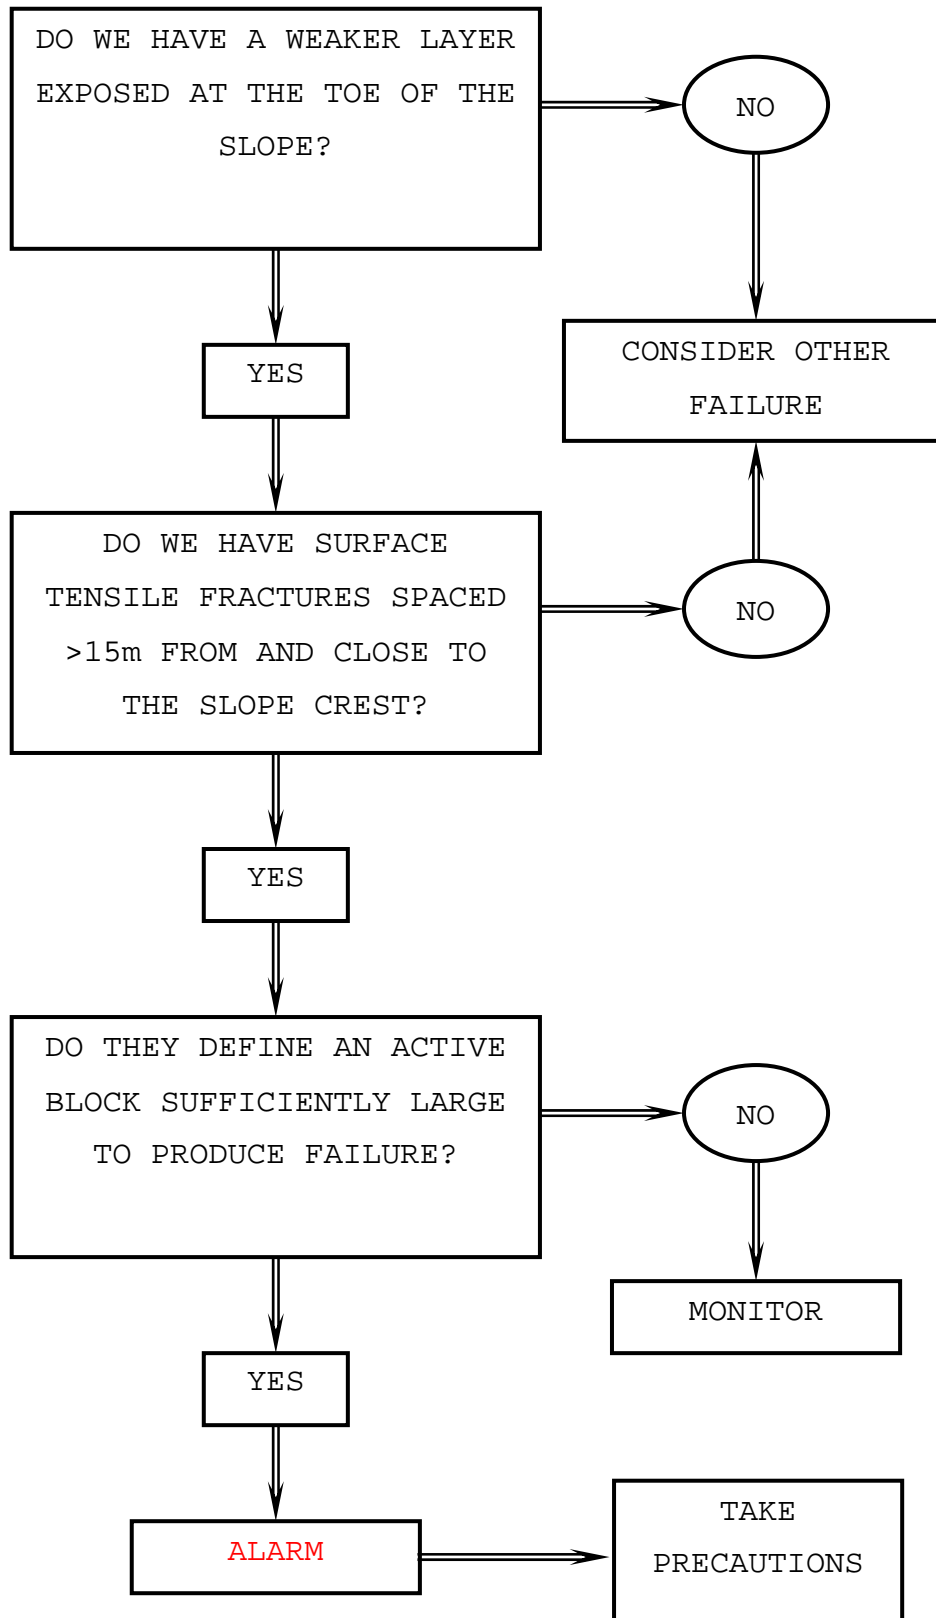 DO WE HAVE A WEAKER LAYER
EXPOSED AT THE TOE OF THE
SLOPE?
NO
YES
CONSIDER OTHER
FAILURE
DO WE HAVE SURFACE
TENSILE FRACTURES SPACED
>15m FROM AND CLOSE TO
THE SLOPE CREST?
NO
YES
DO THEY DEFINE AN ACTIVE
BLOCK SUFFICIENTLY LARGE
TO PRODUCE FAILURE?
NO
MONITOR
YES
ALARM
TAKE
PRECAUTIONS